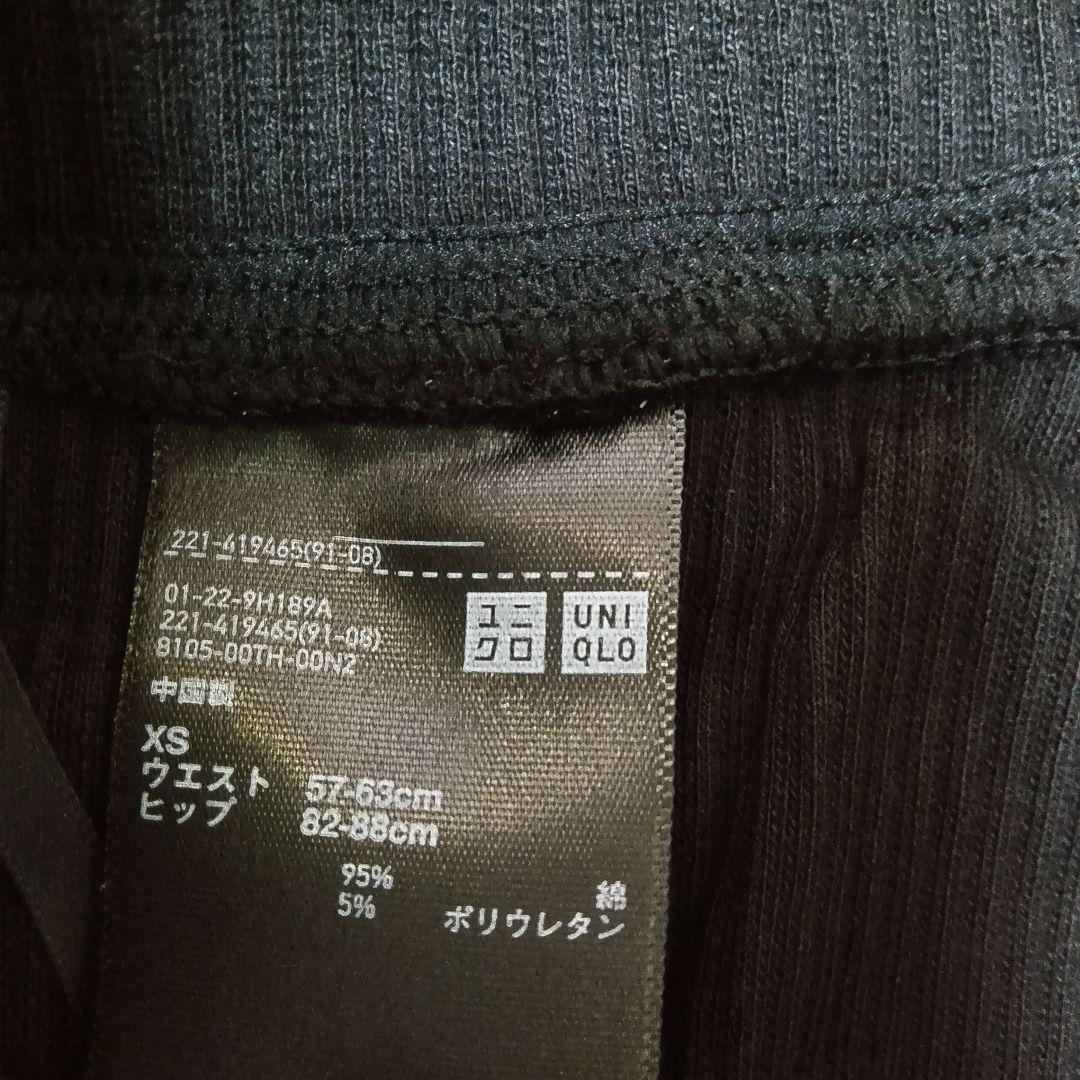 221-419465(91-08)
01-22-9H189A
221-419465(91-08)
8105-00TH-00N2
ユニ
クロ
UNI
QLO
中国製
XS
ウエスト 57-63cm
ヒップ 82-88cm
95% 綿
5% ポリウレタン